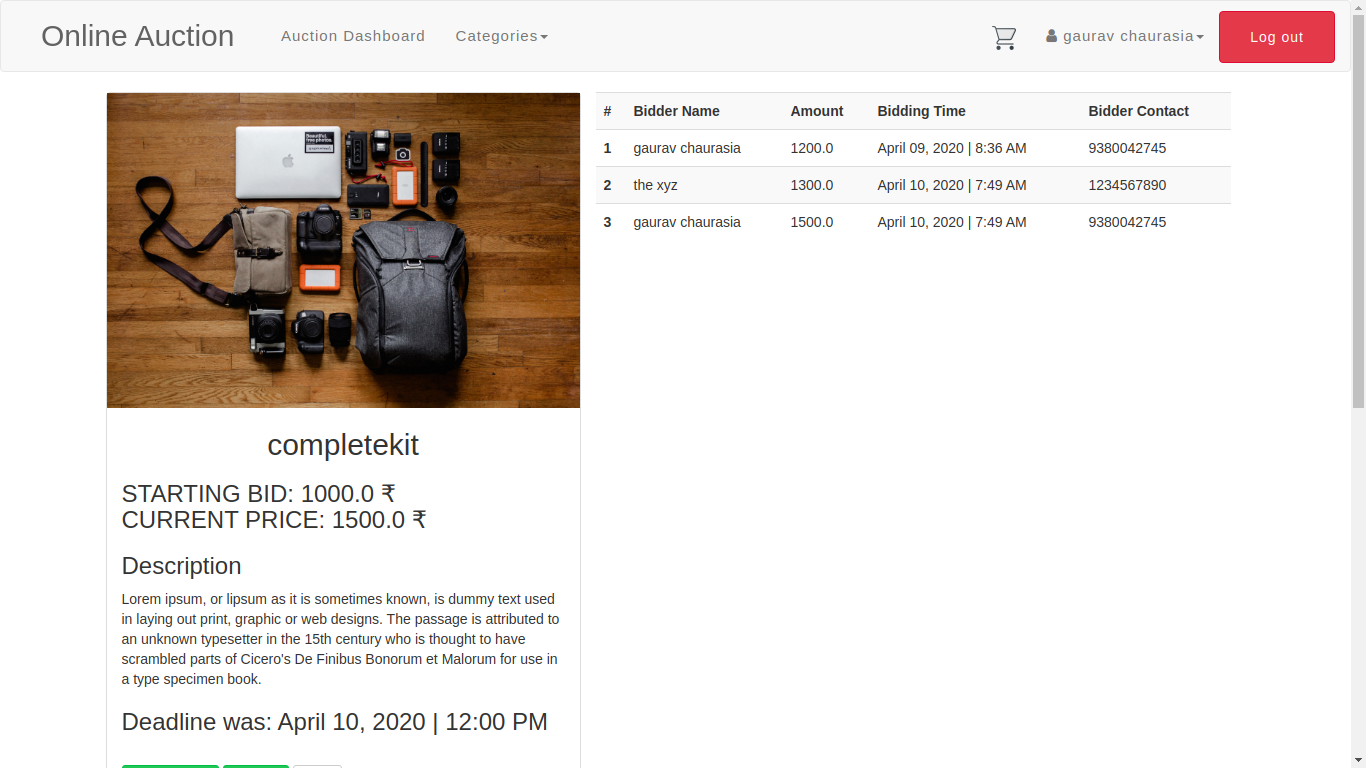 Online Auction
Auction Dashboard
Categories
gaurav chaurasia
Log out
Beautiful,
free photos.
completekit
STARTING BID: 1000.0 ₹
CURRENT PRICE: 1500.0 ₹
Description
Lorem ipsum, or lipsum as it is sometimes known, is dummy text used
in laying out print, graphic or web designs. The passage is attributed to
an unknown typesetter in the 15th century who is thought to have
scrambled parts of Cicero's De Finibus Bonorum et Malorum for use in
a type specimen book.
Deadline was: April 10, 2020 | 12:00 PM
# Bidder Name Amount Bidding Time Bidder Contact
1 gaurav chaurasia 1200.0 April 09, 2020 | 8:36 AM 9380042745
2 the xyz 1300.0 April 10, 2020 | 7:49 AM 1234567890
3 gaurav chaurasia 1500.0 April 10, 2020 | 7:49 AM 9380042745